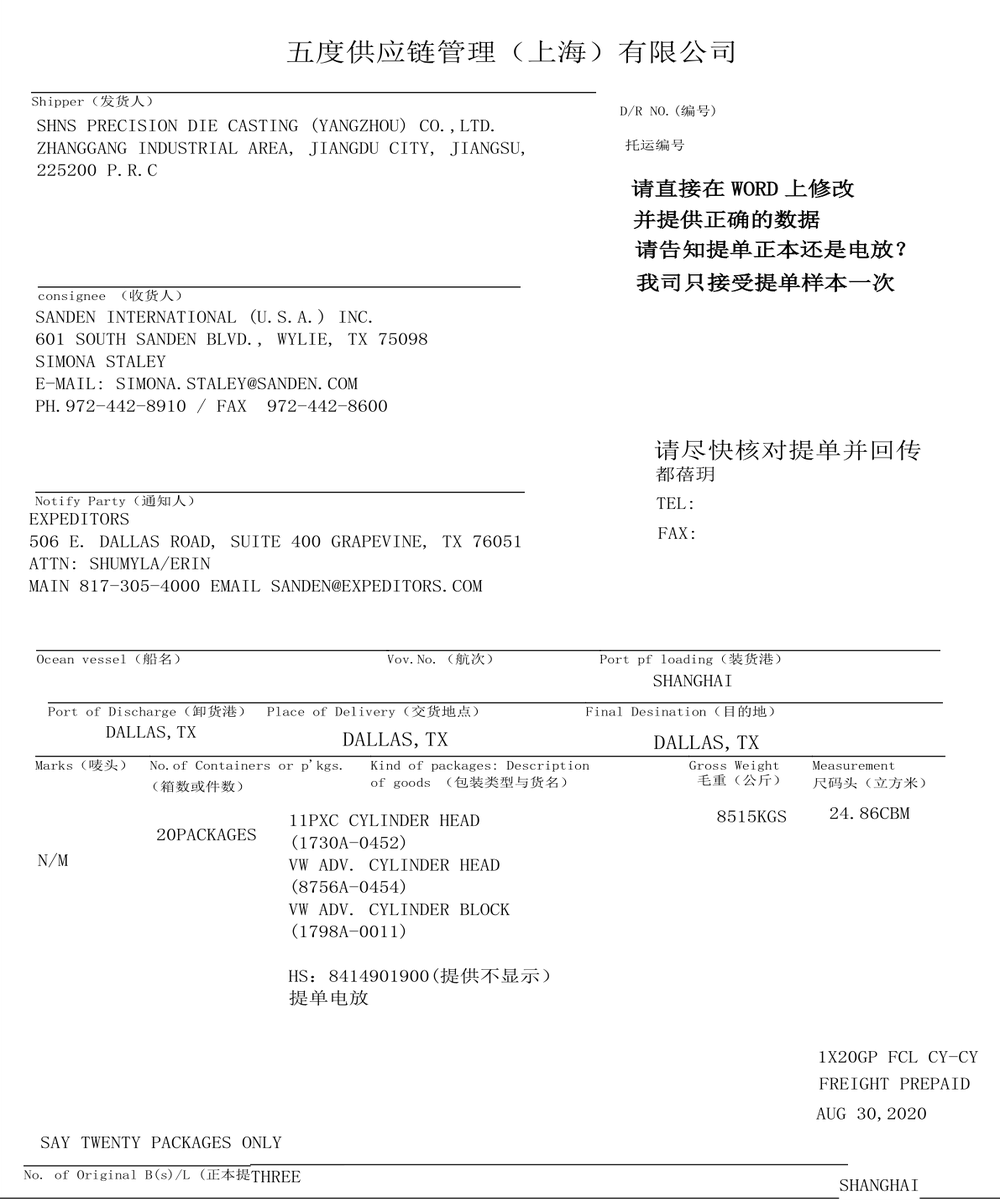 五度供应链管理（上海）有限公司
Shipper（发货人）
SHNS PRECISION DIE CASTING (YANGZHOU) CO.,LTD.
ZHANGGANG INDUSTRIAL AREA, JIANGDU CITY, JIANGSU,
225200 P.R.C
D/R NO.(编号)
托运编号
请直接在 WORD 上修改
并提供正确的数据
请告知提单正本还是电放？
我司只接受提单样本一次
consignee （收货人）
SANDEN INTERNATIONAL (U.S.A.) INC.
601 SOUTH SANDEN BLVD., WYLIE, TX 75098
SIMONA STALEY
E-MAIL: SIMONA.STALEY@SANDEN.COM
PH.972-442-8910 / FAX  972-442-8600
请尽快核对提单并回传
都蓓玥
TEL:
FAX:
Notify Party（通知人）
EXPEDITORS
506 E. DALLAS ROAD, SUITE 400 GRAPEVINE, TX 76051
ATTN: SHUMYLA/ERIN
MAIN 817-305-4000 EMAIL SANDEN@EXPEDITORS.COM
Ocean vessel（船名） Vov.No.（航次） Port pf loading（装货港）
SHANGHAI
Port of Discharge（卸货港） Place of Delivery（交货地点） Final Desination（目的地）
DALLAS,TX DALLAS,TX DALLAS,TX
Marks（唛头） No.of Containers or p'kgs. Kind of packages: Description Gross Weight Measurement
（箱数或件数） of goods （包装类型与货名） 毛重（公斤） 尺码头（立方米）
20PACKAGES 11PXC CYLINDER HEAD 8515KGS 24.86CBM
(1730A-0452)
N/M VW ADV. CYLINDER HEAD
(8756A-0454)
VW ADV. CYLINDER BLOCK
(1798A-0011)
HS: 8414901900(提供不显示）
提单电放
1X20GP FCL CY-CY
FREIGHT PREPAID
AUG 30,2020
SAY TWENTY PACKAGES ONLY
No. of Original B(s)/L (正本提THREE
SHANGHAI